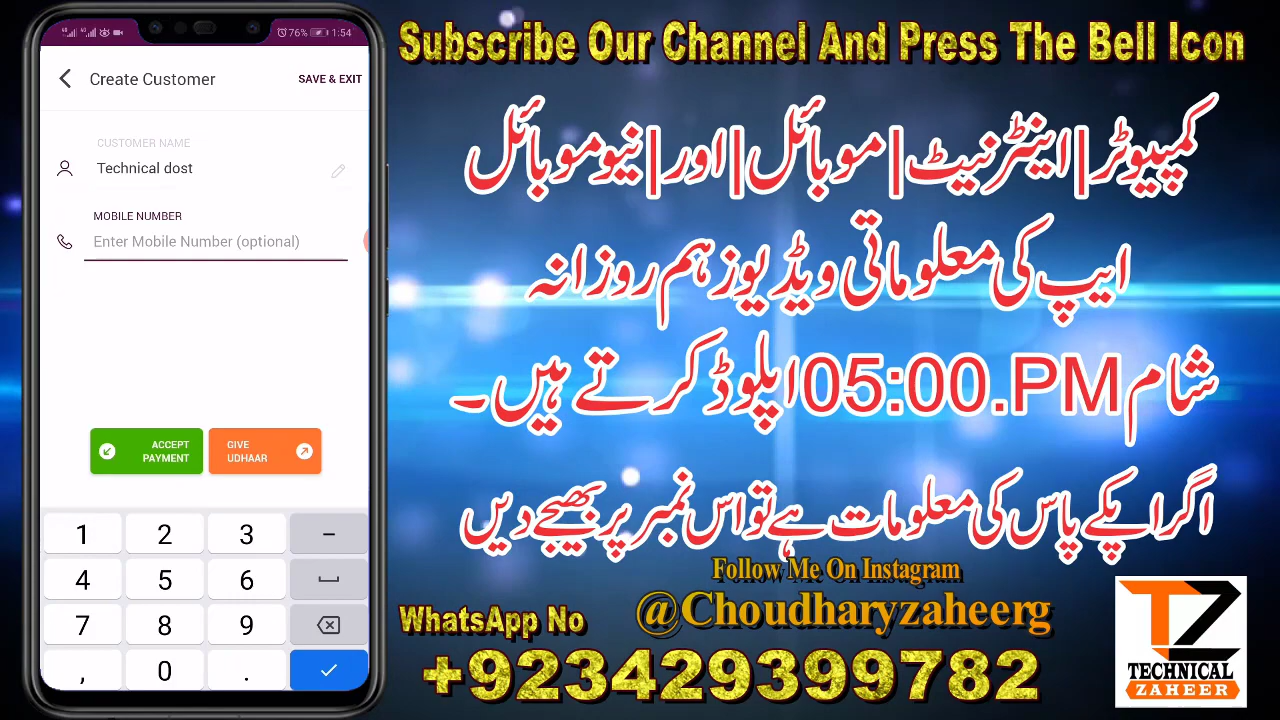 76% 1:54
Create Customer
SAVE & EXIT
CUSTOMER NAME
Technical dost
MOBILE NUMBER
Enter Mobile Number (optional)
ACCEPT PAYMENT
GIVE UDHAAR
1 2 3 -
4 5 6
7 8 9
, 0 .
Subscribe Our Channel And Press The Bell Icon
کمپیوٹر|اینٹرنیٹ|موبائل|اور|نیوموبائل
ایپ کی معلوماتی ویڈیوز ہم روزانہ
شام 05:00.PM اپلوڈ کرتے ہیں۔
اگر اپکے پاس کی معلومات ہے تو اس نمبر پر بھیجے دیں
Follow Me On Instagram
WhatsApp No
@Choudharyzaheerg
+923429399782
TZ
TECHNICAL
ZAHEER